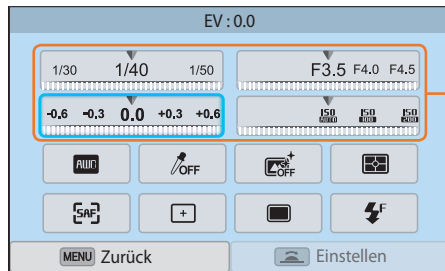 EV : 0.0
1/30 1/40 1/50 F3.5 F4.0 F4.5
-0.6 -0.3 0.0 +0.3 +0.6 ISO AUTO ISO 100 ISO 200
AWB OFF OFF
SAF F
MENU Zurück Einstellen